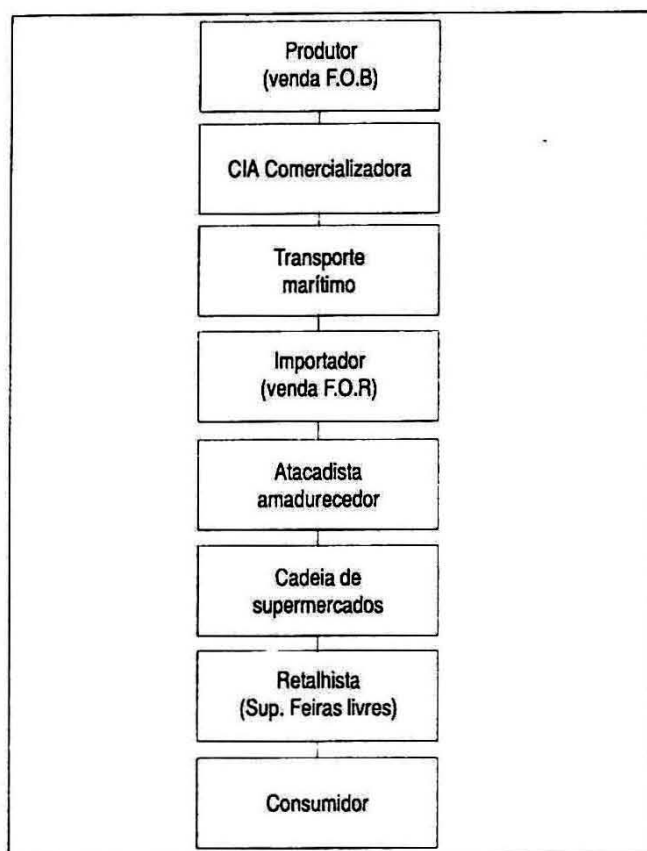 Produtor
(venda F.O.B)
CIA Comercializadora
Transporte
marítimo
Importador
(venda F.O.R)
Atacadista
amadurecedor
Cadeia de
supermercados
Retalhista
(Sup. Feiras livres)
Consumidor